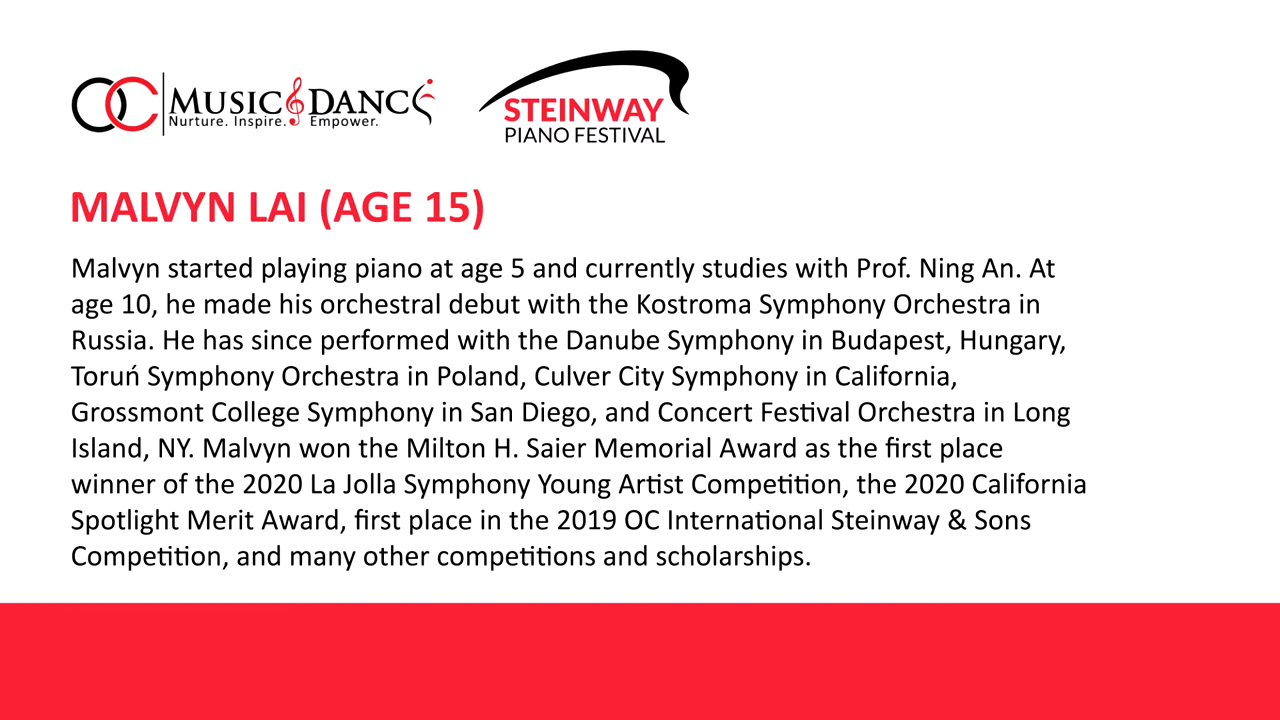 OC MUSIC & DANCE
Nurture. Inspire. Empower.
STEINWAY
PIANO FESTIVAL
MALVYN LAI (AGE 15)
Malvyn started playing piano at age 5 and currently studies with Prof. Ning An. At
age 10, he made his orchestral debut with the Kostroma Symphony Orchestra in
Russia. He has since performed with the Danube Symphony in Budapest, Hungary,
Toruń Symphony Orchestra in Poland, Culver City Symphony in California,
Grossmont College Symphony in San Diego, and Concert Festival Orchestra in Long
Island, NY. Malvyn won the Milton H. Saier Memorial Award as the first place
winner of the 2020 La Jolla Symphony Young Artist Competition, the 2020 California
Spotlight Merit Award, first place in the 2019 OC International Steinway & Sons
Competition, and many other competitions and scholarships.